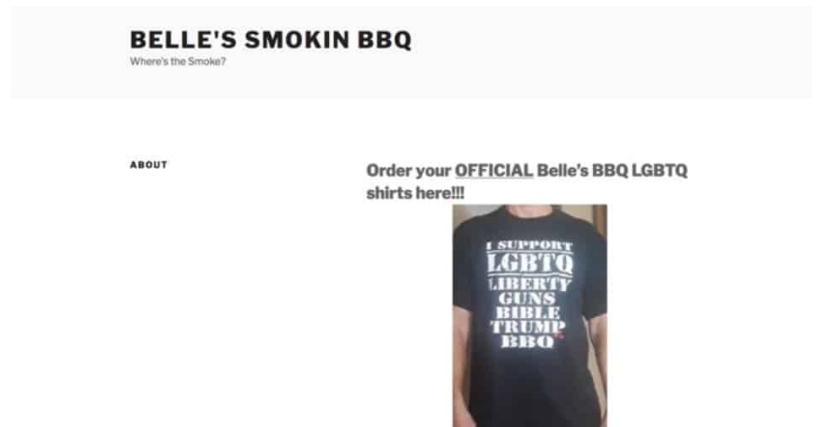 BELLE'S SMOKIN BBQ
Where's the Smoke?
ABOUT
Order your OFFICIAL Belle's BBQ LGBTQ
shirts here!!!
I SUPPORT
LGBTQ
LIBERTY
GUNS
BIBLE
TRUMP
BBQ